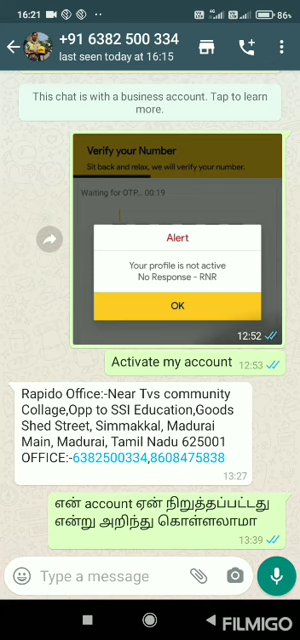 16:21
86%
+91 6382 500 334
last seen today at 16:15
This chat is with a business account. Tap to learn
more.
Verify your Number
Sit back and relax, we will verify your number.
Waiting for OTP... 00.19
Alert
Your profile is not active
No Response - RNR
OK
12:52
Activate my account 12:53
Rapido Office:-Near Tvs community
Collage,Opp to SSI Education,Goods
Shed Street, Simmakkal, Madurai
Main, Madurai, Tamil Nadu 625001
OFFICE:-6382500334,8608475838
13:27
என் account ஏன் நிறுத்தப்பட்டது
என்று அறிந்து கொள்ளலாமா
13:39
Type a message
FILMIGO